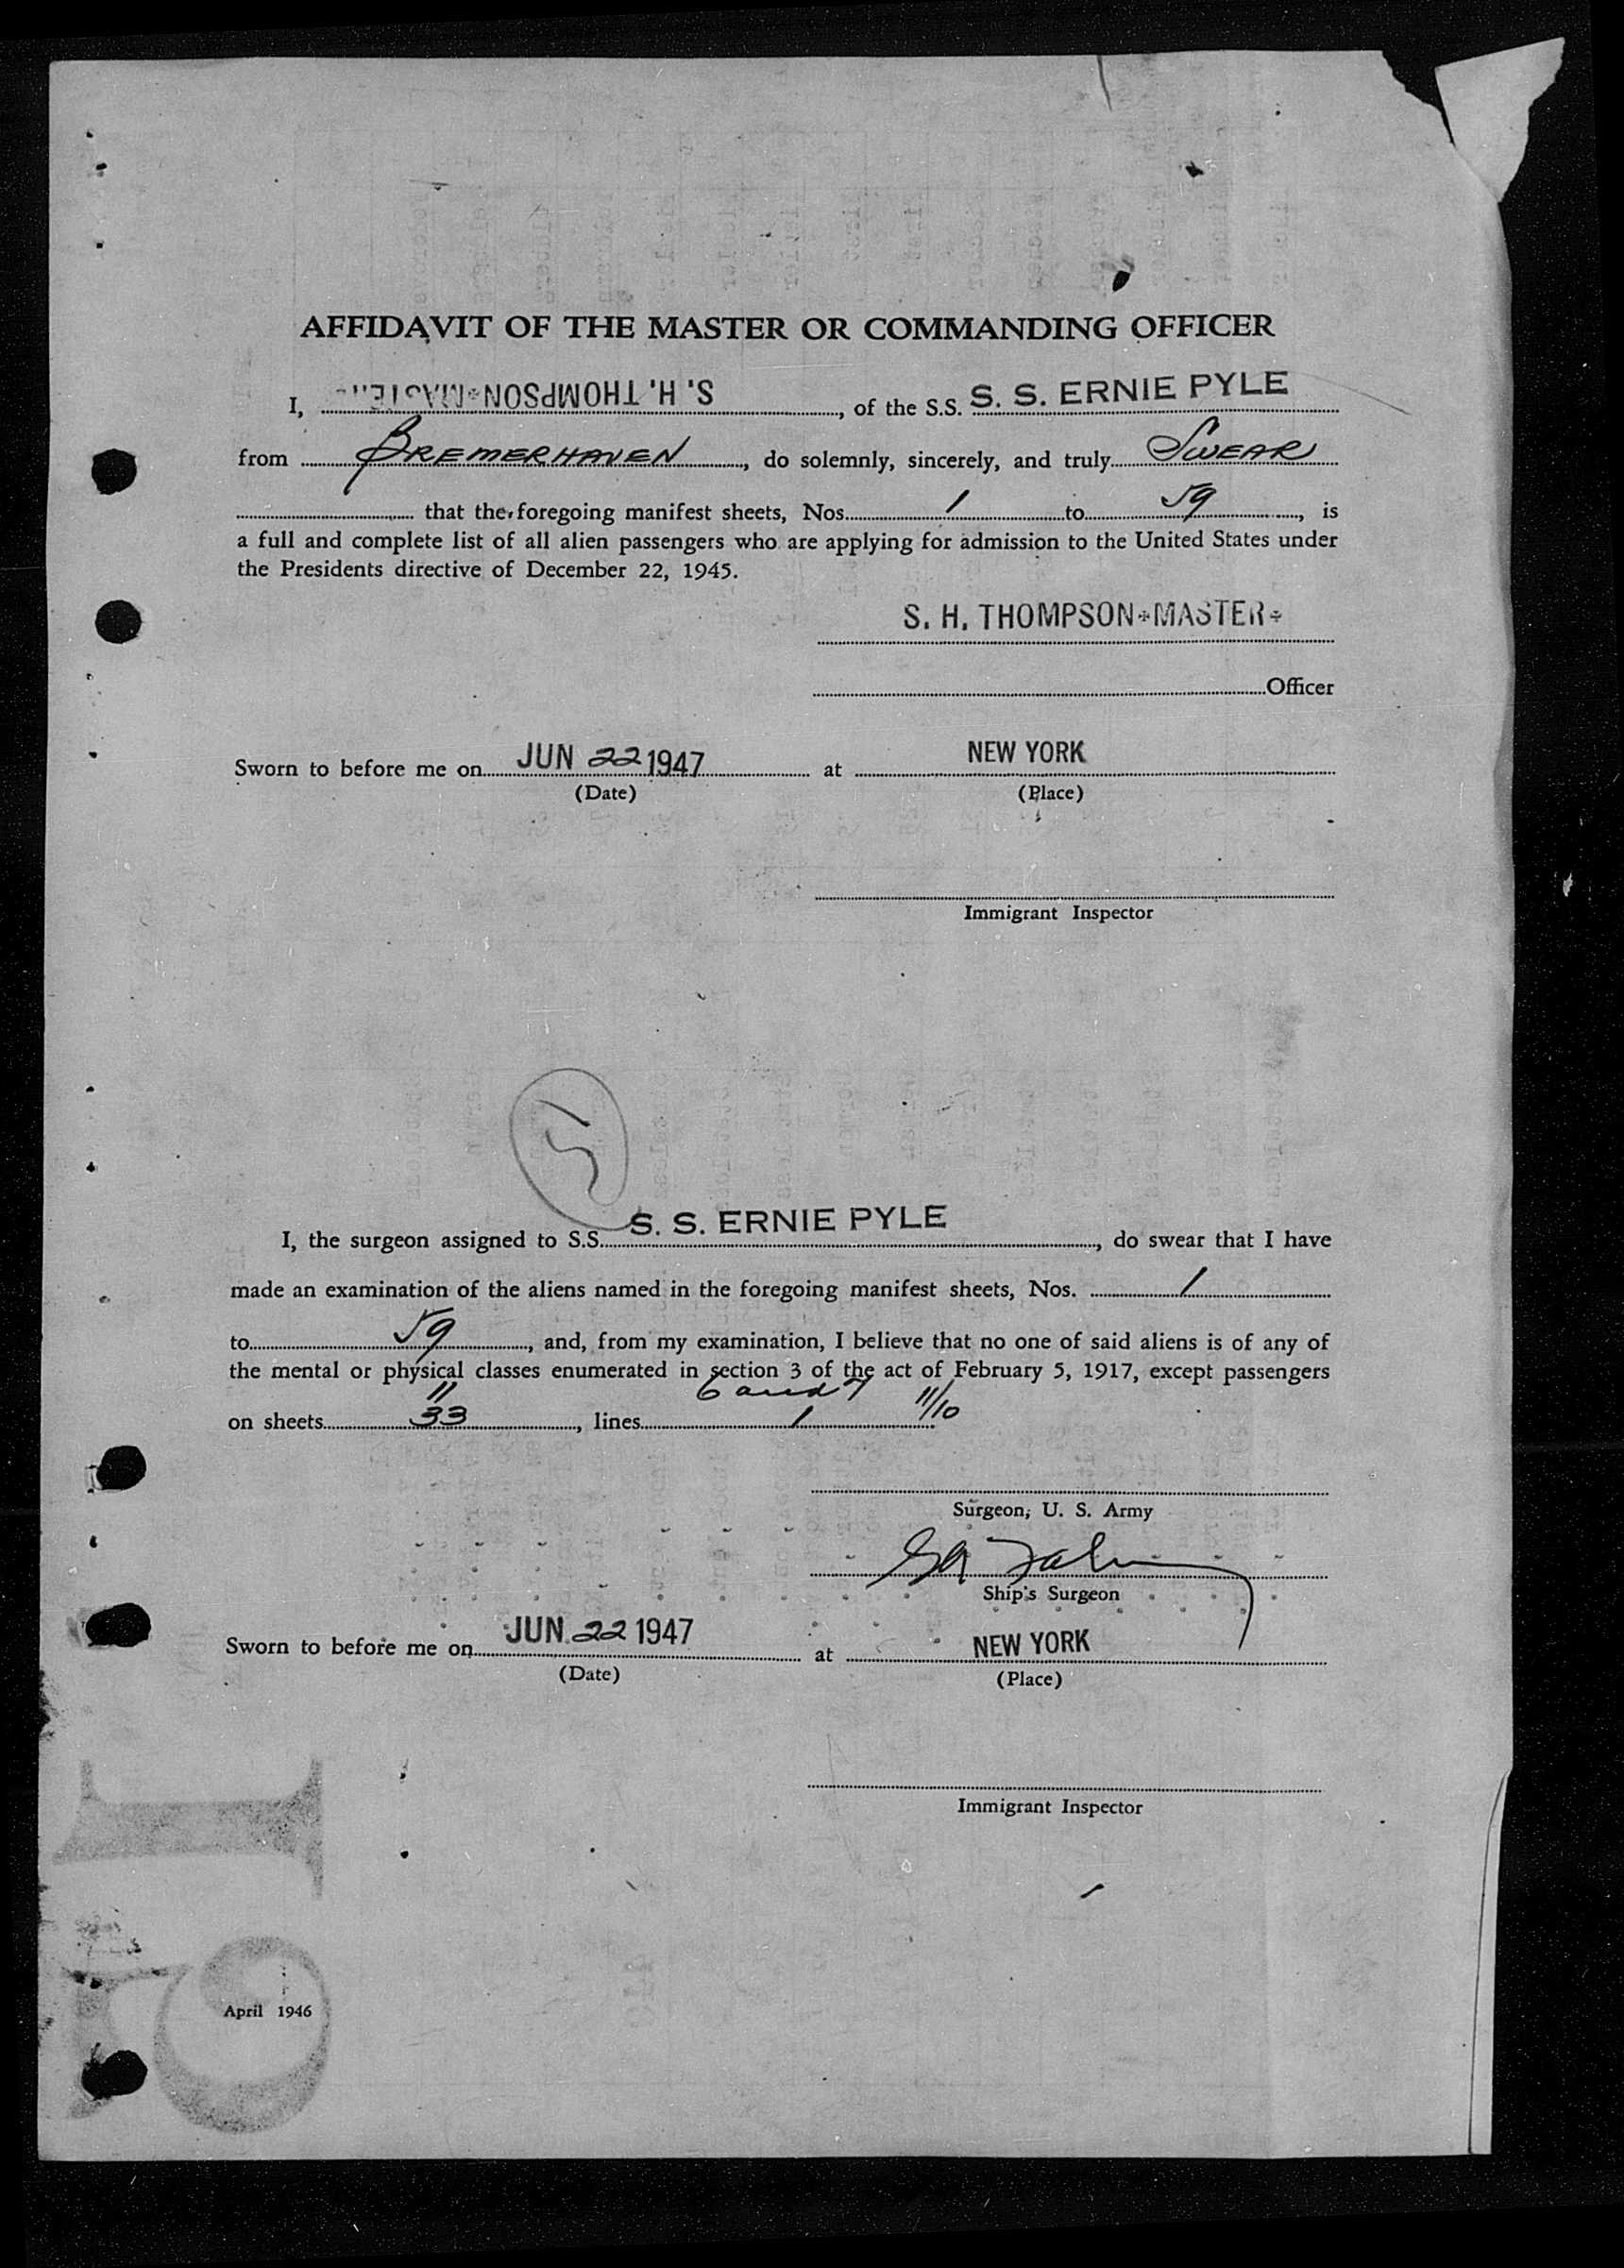 AFFIDAVIT OF THE MASTER OR COMMANDING OFFICER
I, S. H. THOMPSON MASTER, of the S.S. S. S. ERNIE PYLE
from BREMERHAVEN, do solemnly, sincerely, and truly SWEAR
that the foregoing manifest sheets, Nos. 1 to 59, is
a full and complete list of all alien passengers who are applying for admission to the United States under
the Presidents directive of December 22, 1945.
S. H. THOMPSON MASTER
Officer
Sworn to before me on JUN 22 1947 at NEW YORK
(Date) (Place)
Immigrant Inspector
I, the surgeon assigned to S.S. S. S. ERNIE PYLE, do swear that I have
made an examination of the aliens named in the foregoing manifest sheets, Nos. 1
to 59, and, from my examination, I believe that no one of said aliens is of any of
the mental or physical classes enumerated in section 3 of the act of February 5, 1917, except passengers
11 6 and 7 11/10
on sheets 33, lines 1
Surgeon, U. S. Army
Ship's Surgeon
Sworn to before me on JUN 22 1947 at NEW YORK
(Date) (Place)
Immigrant Inspector
April 1946